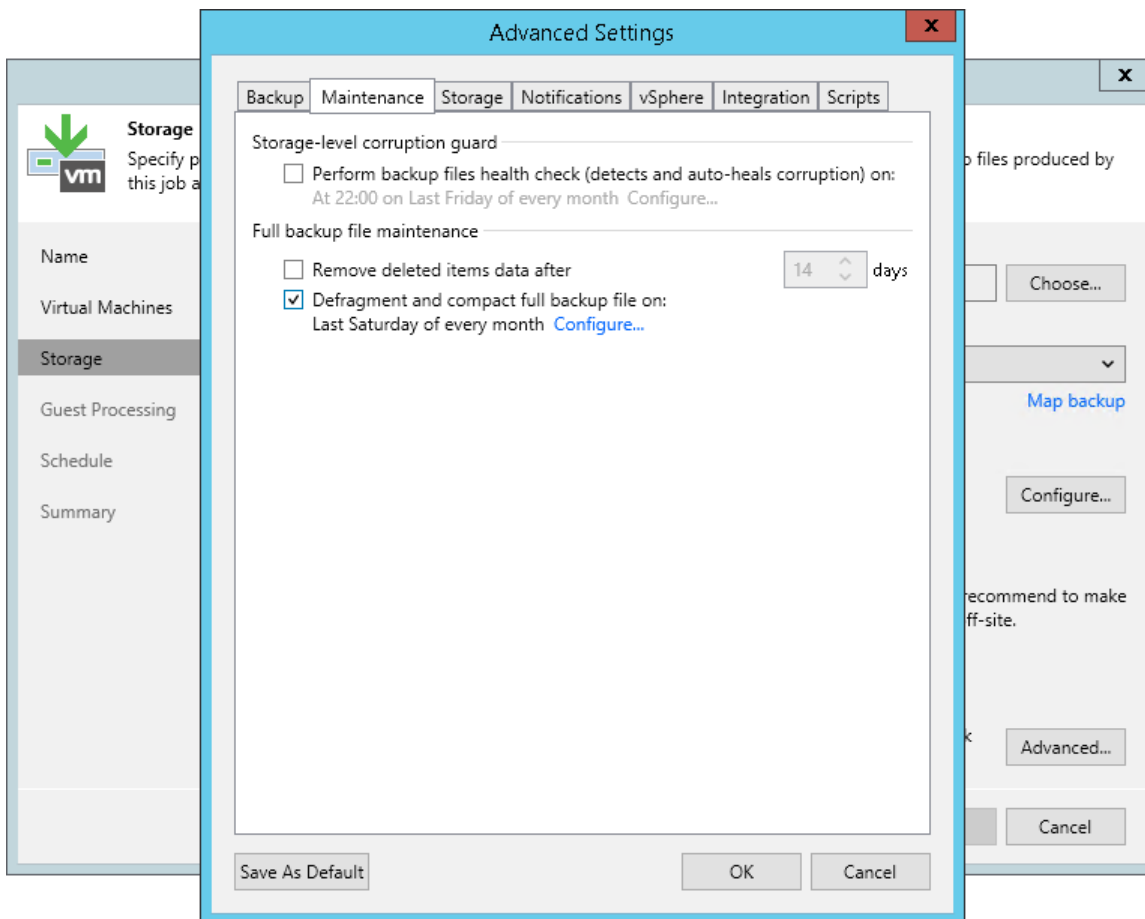 Advanced Settings
x
x
Backup Maintenance Storage Notifications vSphere Integration Scripts
Storage-level corruption guard
Perform backup files health check (detects and auto-heals corruption) on:
At 22:00 on Last Friday of every month Configure...
Full backup file maintenance
Remove deleted items data after 14 days
Defragment and compact full backup file on:
Last Saturday of every month Configure...
Save As Default OK Cancel
vm
Storage
Specify p
this job a
files produced by
Name
Virtual Machines
Storage
Guest Processing
Schedule
Summary
Choose...
Map backup
Configure...
recommend to make
ff-site.
Advanced...
Cancel